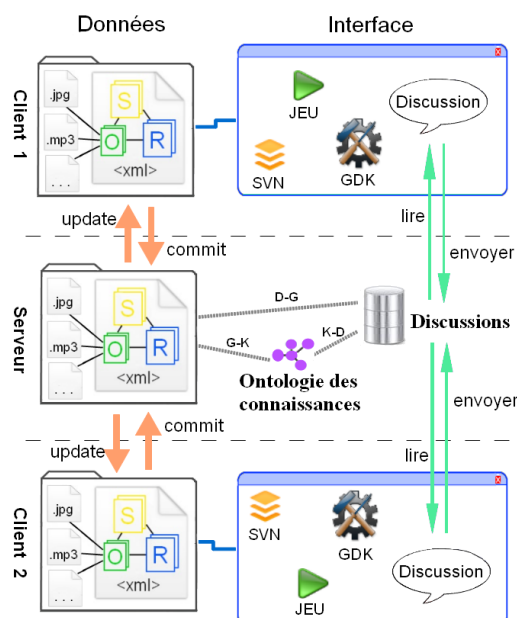 Données
Interface
Client 1
.jpg
.mp3
. . .
S
O
R
<xml>
JEU
SVN
GDK
Discussion
update
commit
lire
envoyer
Serveur
.jpg
.mp3
. . .
S
O
R
<xml>
D-G
G-K
K-D
Ontologie des
connaissances
Discussions
update
commit
lire
envoyer
Client 2
.jpg
.mp3
. . .
S
O
R
<xml>
SVN
GDK
JEU
Discussion